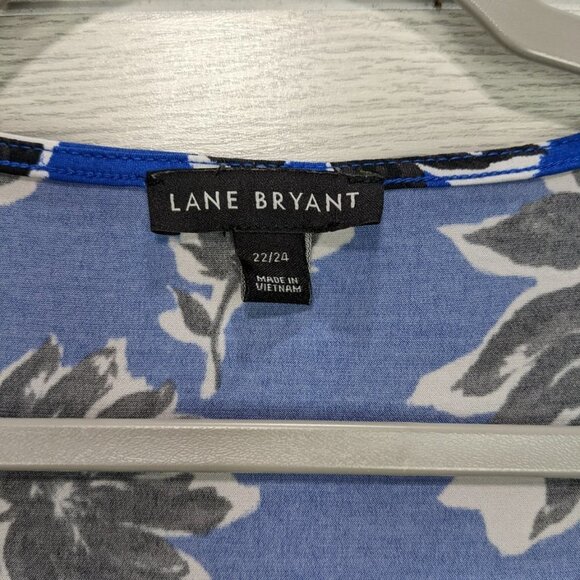 LANE BRYANT
22/24
MADE IN
VIETNAM